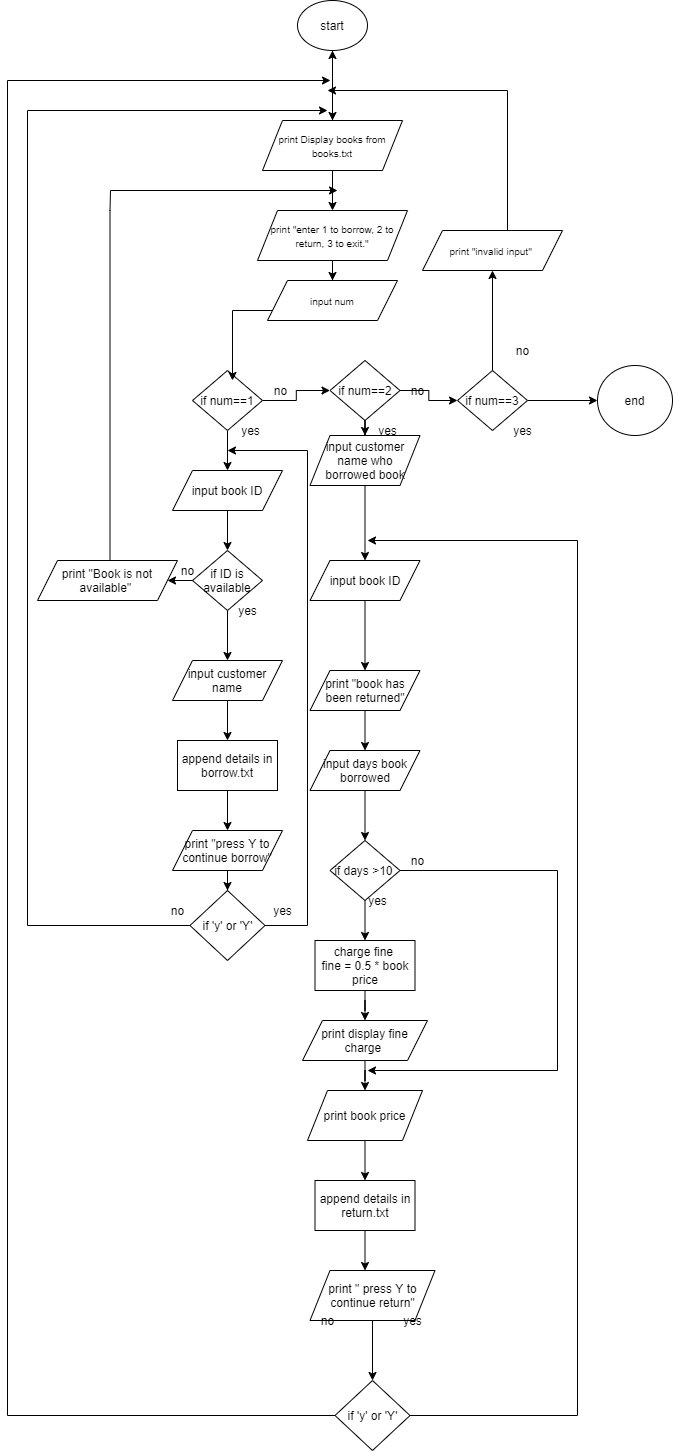 start
print Display books from
books.txt
print "enter 1 to borrow, 2 to
return, 3 to exit."
print "invalid input"
input num
no
if num==1
no
if num==2
no
if num==3
end
yes
yes
yes
input customer
name who
borrowed book
input book ID
print "Book is not
available"
no
if ID is
available
input book ID
yes
input customer
name
print "book has
been returned"
append details in
borrow.txt
input days book
borrowed
print "press Y to
continue borrow"
if days >10
no
yes
no
if 'y' or 'Y'
yes
charge fine
fine = 0.5 * book
price
print display fine
charge
print book price
append details in
return.txt
print " press Y to
continue return"
no
yes
if 'y' or 'Y'